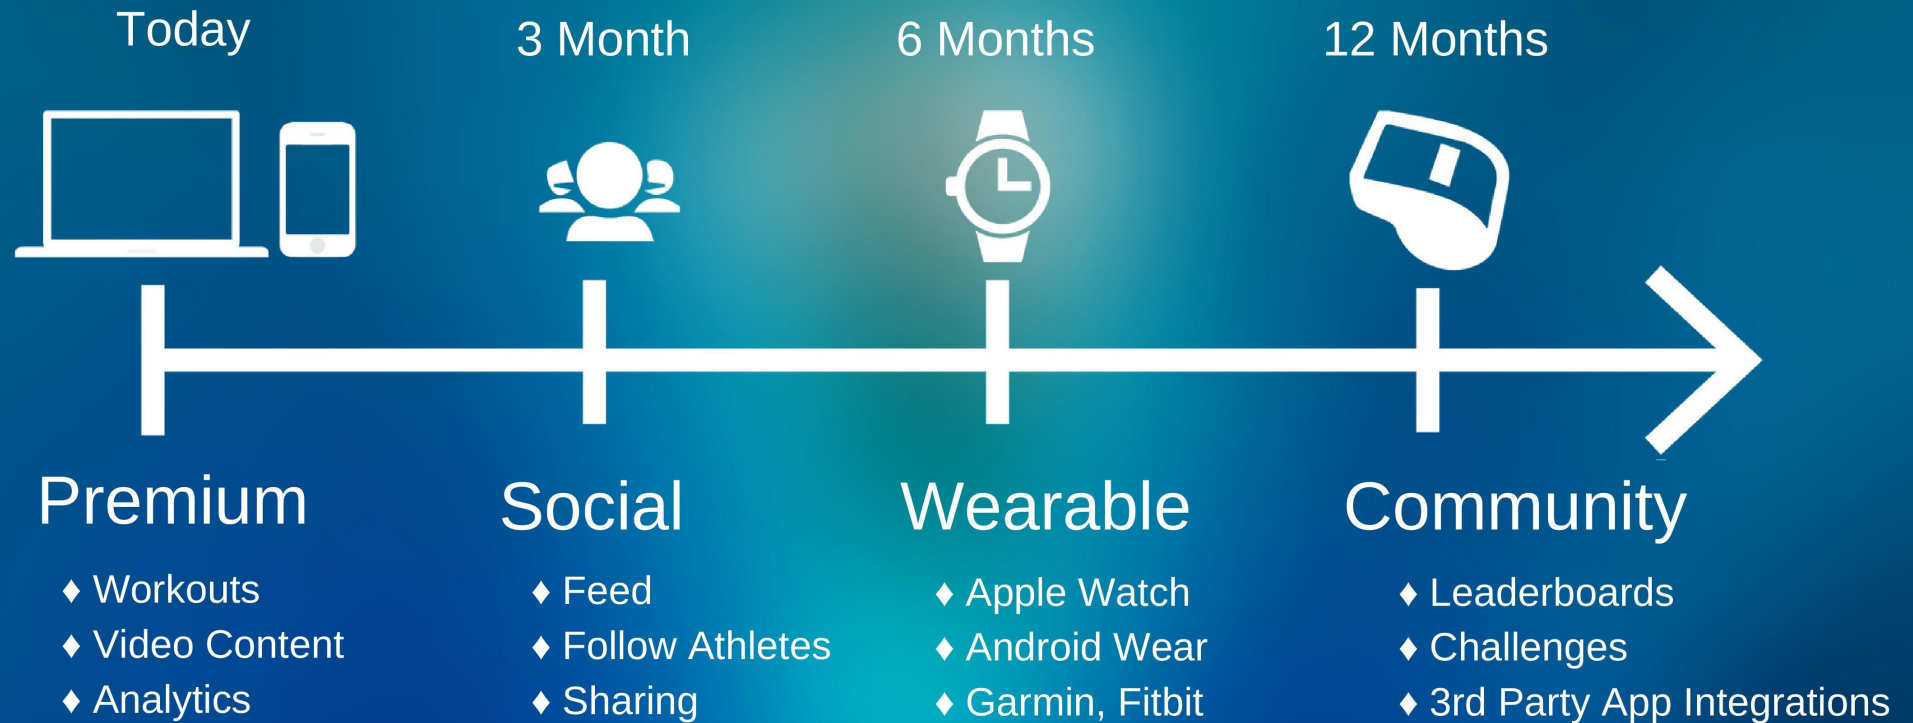 Today
3 Month
6 Months
12 Months
Premium
♦ Workouts
♦ Video Content
♦ Analytics
Social
♦ Feed
♦ Follow Athletes
♦ Sharing
Wearable
♦ Apple Watch
♦ Android Wear
♦ Garmin, Fitbit
Community
♦ Leaderboards
♦ Challenges
♦ 3rd Party App Integrations